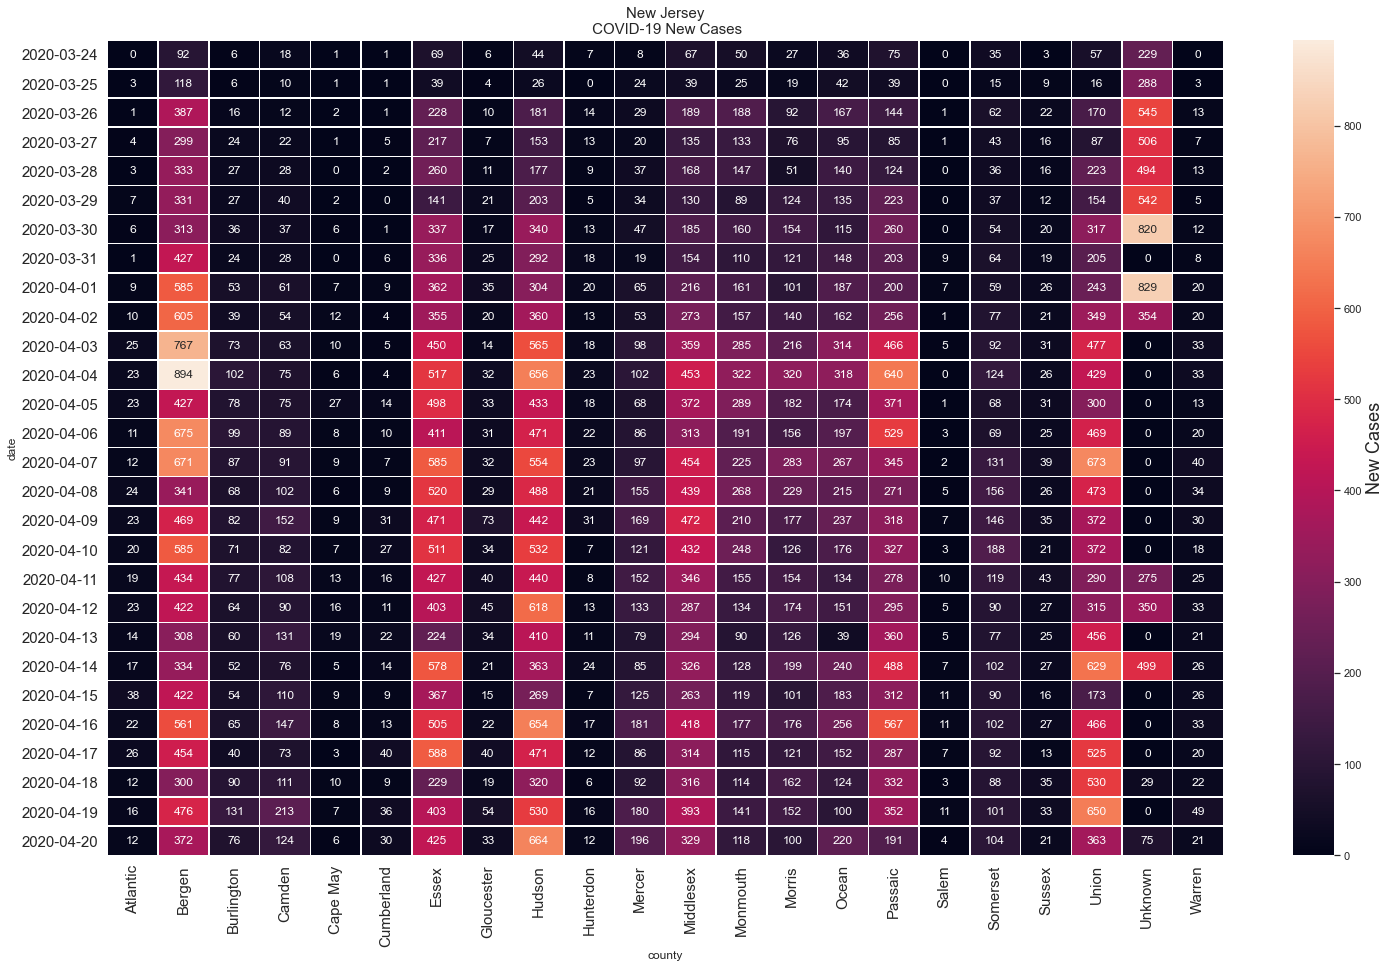 New Jersey
COVID-19 New Cases
2020-03-24 0 92 6 18 1 1 69 6 44 7 8 67 50 27 36 75 0 35 3 57 229 0
2020-03-25 3 118 6 10 1 1 39 4 26 0 24 39 25 19 42 39 0 15 9 16 288 3
2020-03-26 1 387 16 12 2 1 228 10 181 14 29 189 188 92 167 144 1 62 22 170 545 13
2020-03-27 4 299 24 22 1 5 217 7 153 13 20 135 133 76 95 85 1 43 16 87 506 7
2020-03-28 3 333 27 28 0 2 260 11 177 9 37 168 147 51 140 124 0 36 16 223 494 13
2020-03-29 7 331 27 40 2 0 141 21 203 5 34 130 89 124 135 223 0 37 12 154 542 5
2020-03-30 6 313 36 37 6 1 337 17 340 13 47 185 160 154 115 260 0 54 20 317 820 12
2020-03-31 1 427 24 28 0 6 336 25 292 18 19 154 110 121 148 203 9 64 19 205 0 8
2020-04-01 9 585 53 61 7 9 362 35 304 20 65 216 161 101 187 200 7 59 26 243 829 20
2020-04-02 10 605 39 54 12 4 355 20 360 13 53 273 157 140 162 256 1 77 21 349 354 20
2020-04-03 25 767 73 63 10 5 450 14 565 18 98 359 285 216 314 466 5 92 31 477 0 33
2020-04-04 23 894 102 75 6 4 517 32 656 23 102 453 322 320 318 640 0 124 26 429 0 33
2020-04-05 23 427 78 75 27 14 498 33 433 18 68 372 289 182 174 371 1 68 31 300 0 13
2020-04-06 11 675 99 89 8 10 411 31 471 22 86 313 191 156 197 529 3 69 25 469 0 20
2020-04-07 12 671 87 91 9 7 585 32 554 23 97 454 225 283 267 345 2 131 39 673 0 40
2020-04-08 24 341 68 102 6 9 520 29 488 21 155 439 268 229 215 271 5 156 26 473 0 34
2020-04-09 23 469 82 152 9 31 471 73 442 31 169 472 210 177 237 318 7 146 35 372 0 30
2020-04-10 20 585 71 82 7 27 511 34 532 7 121 432 248 126 176 327 3 188 21 372 0 18
2020-04-11 19 434 77 108 13 16 427 40 440 8 152 346 155 154 134 278 10 119 43 290 275 25
2020-04-12 23 422 64 90 16 11 403 45 618 13 133 287 134 174 151 295 5 90 27 315 350 33
2020-04-13 14 308 60 131 19 22 224 34 410 11 79 294 90 126 39 360 5 77 25 456 0 21
2020-04-14 17 334 52 76 5 14 578 21 363 24 85 326 128 199 240 488 7 102 27 629 499 26
2020-04-15 38 422 54 110 9 9 367 15 269 7 125 263 119 101 183 312 11 90 16 173 0 26
2020-04-16 22 561 65 147 8 13 505 22 654 17 181 418 177 176 256 567 11 102 27 466 0 33
2020-04-17 26 454 40 73 3 40 588 40 471 12 86 314 115 121 152 287 7 92 13 525 0 20
2020-04-18 12 300 90 111 10 9 229 19 320 6 92 316 114 162 124 332 3 88 35 530 29 22
2020-04-19 16 476 131 213 7 36 403 54 530 16 180 393 141 152 100 352 11 101 33 650 0 49
2020-04-20 12 372 76 124 6 30 425 33 664 12 196 329 118 100 220 191 4 104 21 363 75 21
date
Atlantic Bergen Burlington Camden Cape May Cumberland Essex Gloucester Hudson Hunterdon Mercer Middlesex Monmouth Morris Ocean Passaic Salem Somerset Sussex Union Unknown Warren
county
800
700
600
500
400
300
200
100
0
New Cases